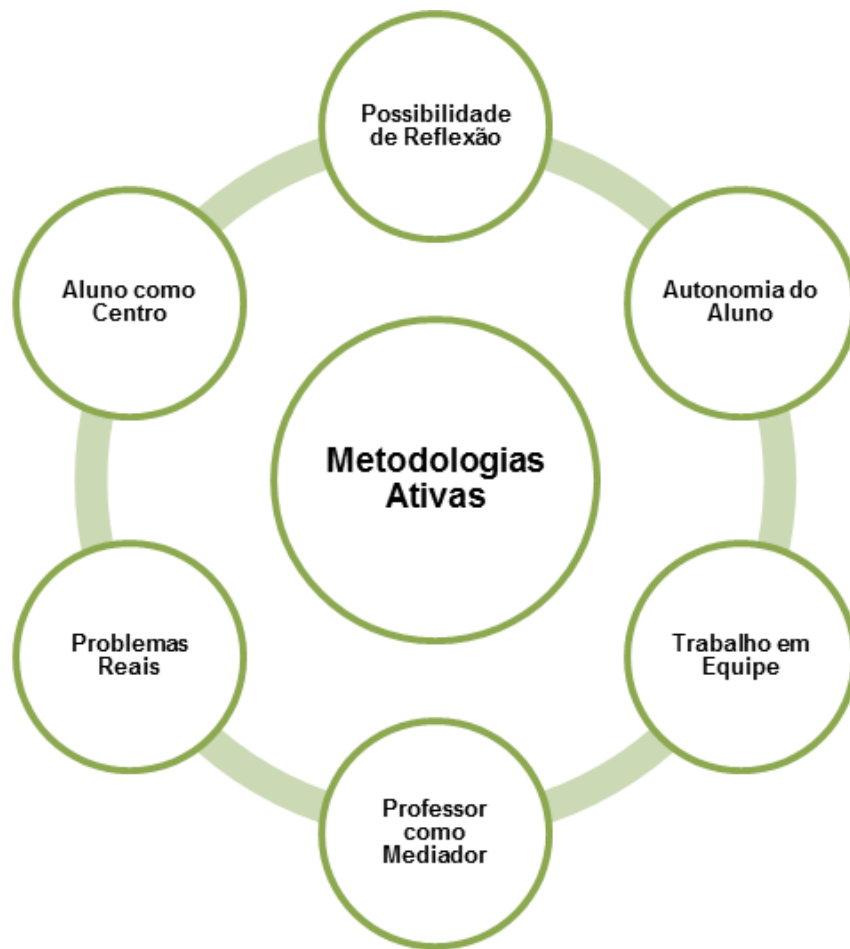 Possibilidade
de Reflexão
Aluno como
Centro
Autonomia do
Aluno
Metodologias
Ativas
Problemas
Reais
Trabalho em
Equipe
Professor
como
Mediador